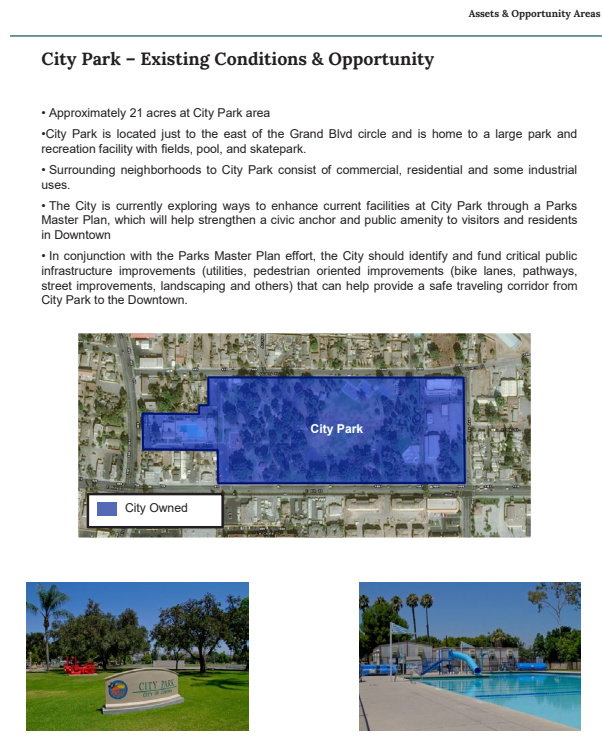 Assets & Opportunity Areas
City Park – Existing Conditions & Opportunity
• Approximately 21 acres at City Park area
•City Park is located just to the east of the Grand Blvd circle and is home to a large park and
recreation facility with fields, pool, and skatepark.
• Surrounding neighborhoods to City Park consist of commercial, residential and some industrial
uses.
• The City is currently exploring ways to enhance current facilities at City Park through a Parks
Master Plan, which will help strengthen a civic anchor and public amenity to visitors and residents
in Downtown
• In conjunction with the Parks Master Plan effort, the City should identify and fund critical public
infrastructure improvements (utilities, pedestrian oriented improvements (bike lanes, pathways,
street improvements, landscaping and others) that can help provide a safe traveling corridor from
City Park to the Downtown.
City Park
City Owned
CITY PARK